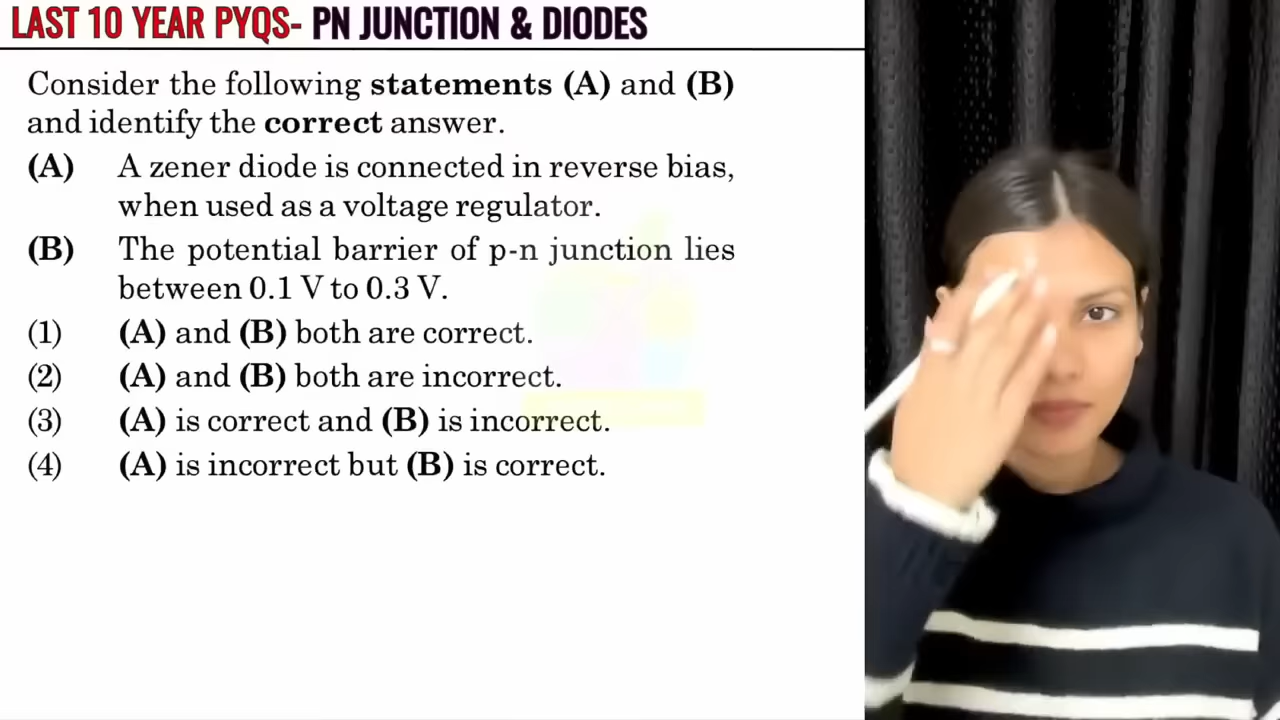 LAST 10 YEAR PYQS- PN JUNCTION & DIODES
Consider the following statements (A) and (B)
and identify the correct answer.
(A) A zener diode is connected in reverse bias,
when used as a voltage regulator.
(B) The potential barrier of p-n junction lies
between 0.1 V to 0.3 V.
(1) (A) and (B) both are correct.
(2) (A) and (B) both are incorrect.
(3) (A) is correct and (B) is incorrect.
(4) (A) is incorrect but (B) is correct.